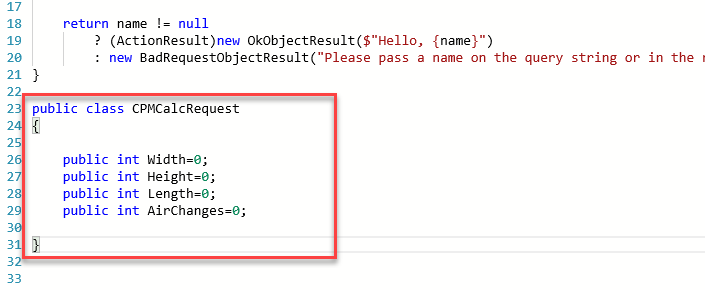 17
18 return name != null
19 ? (ActionResult)new OkObjectResult($"Hello, {name}")
20 : new BadRequestObjectResult("Please pass a name on the query string or in the
21 }
22
23 public class CPMCalcRequest
24 {
25
26 public int Width=0;
27 public int Height=0;
28 public int Length=0;
29 public int AirChanges=0;
30
31 }
32
33